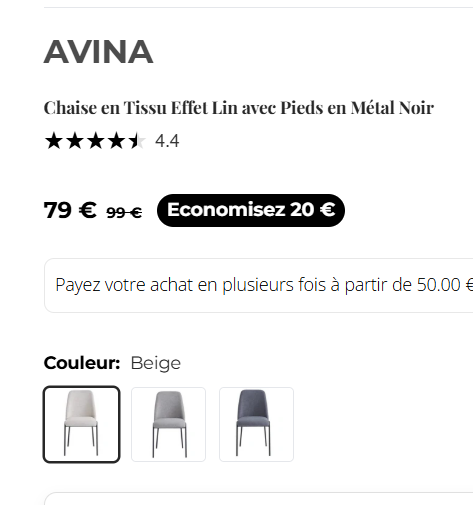 AVINA
Chaise en Tissu Effet Lin avec Pieds en Métal Noir
4.4
79 € 99 € Economisez 20 €
Payez votre achat en plusieurs fois à partir de 50.00 €
Couleur: Beige